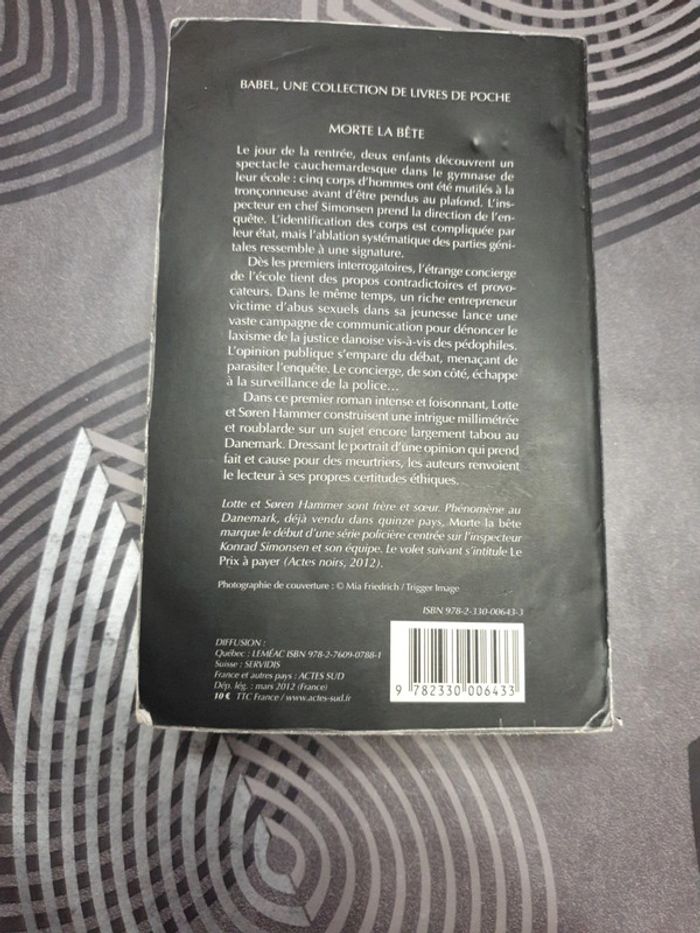 BABEL, UNE COLLECTION DE LIVRES DE POCHE
MORTE LA BÊTE
Le jour de la rentrée, deux enfants découvrent un
spectacle cauchemardesque dans le gymnase de
leur école : cinq corps d'hommes ont été mutilés à la
tronçonneuse avant d'être pendus au plafond. L'ins-
pecteur en chef Simonsen prend la direction de l'en-
quête. L'identification des corps est compliquée par
leur état, mais l'ablation systématique des parties géni-
tales ressemble à une signature.
Dès les premiers interrogatoires, l'étrange concierge
de l'école tient des propos contradictoires et provo-
cateurs. Dans le même temps, un riche entrepreneur
victime d'abus sexuels dans sa jeunesse lance une
vaste campagne de communication pour dénoncer le
laxisme de la justice danoise vis-à-vis des pédophiles.
L'opinion publique s'empare du débat, menaçant de
parasiter l'enquête. Le concierge, de son côté, échappe
à la surveillance de la police…
Dans ce premier roman intense et foisonnant, Lotte
et Søren Hammer construisent une intrigue millimétrée
et roublarde sur un sujet encore largement tabou au
Danemark. Dressant le portrait d'une opinion qui prend
fait et cause pour des meurtriers, les auteurs renvoient
le lecteur à ses propres certitudes éthiques.
Lotte et Søren Hammer sont frère et sœur. Phénomène au
Danemark, déjà vendu dans quinze pays, Morte la bête
marque le début d'une série policière centrée sur l'inspecteur
Konrad Simonsen et son équipe. Le volet suivant s'intitule Le
Prix à payer (Actes noirs, 2012).
Photographie de couverture : © Mia Friedrich / Trigger Image
ISBN 978-2-330-00643-3
DIFFUSION :
Québec : LEMÉAC ISBN 978-2-7609-0788-1
Suisse : SERVIDIS
France et autres pays : ACTES SUD
Dép. lég. : mars 2012 (France)
10 € TTC France / www.actes-sud.fr
9 782330 006433